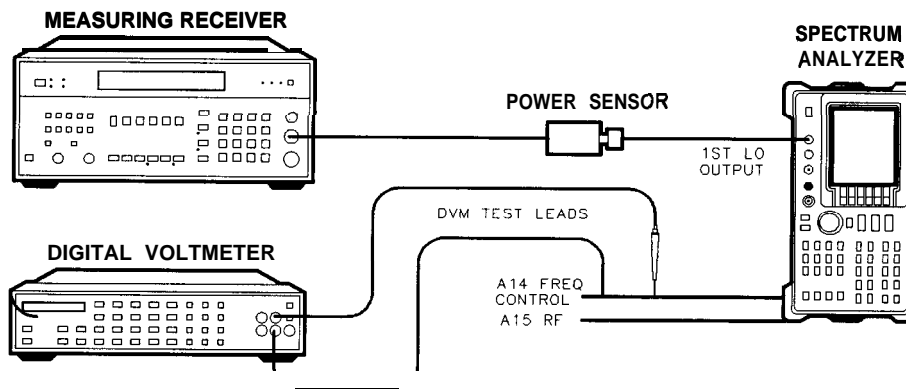 MEASURING RECEIVER
SPECTRUM
ANALYZER
POWER SENSOR
1ST LO
OUTPUT
DVM TEST LEADS
DIGITAL VOLTMETER
A14 FREQ
CONTROL
A15 RF